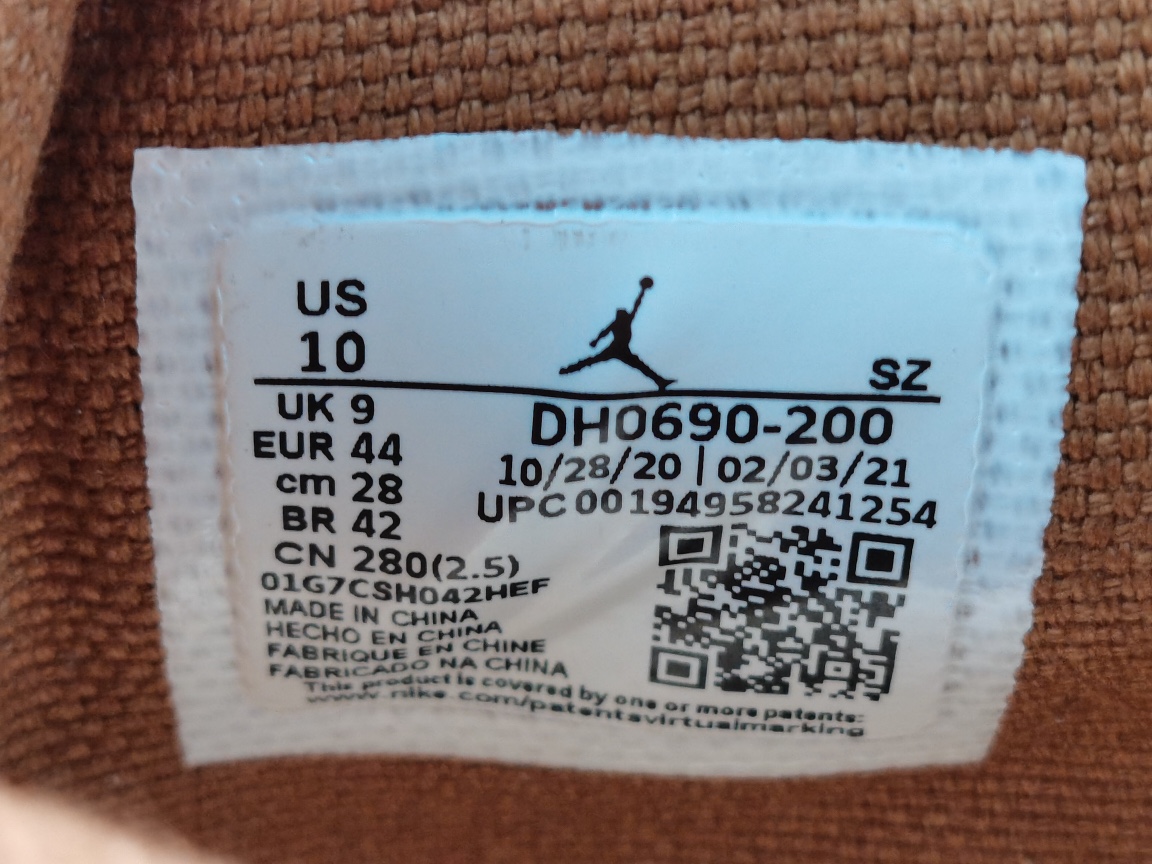 US
10
SZ
UK 9
EUR 44
cm 28
BR 42
CN 280(2.5)
01G7CSH042HEF
MADE IN CHINA
HECHO EN CHINA
FABRIQUE EN CHINE
FABRICADO NA CHINA
DH0690-200
10/28/20 | 02/03/21
UPC 00194958241254
This product is covered by one or more patents:
www.nike.com/patentsvirtualmarking